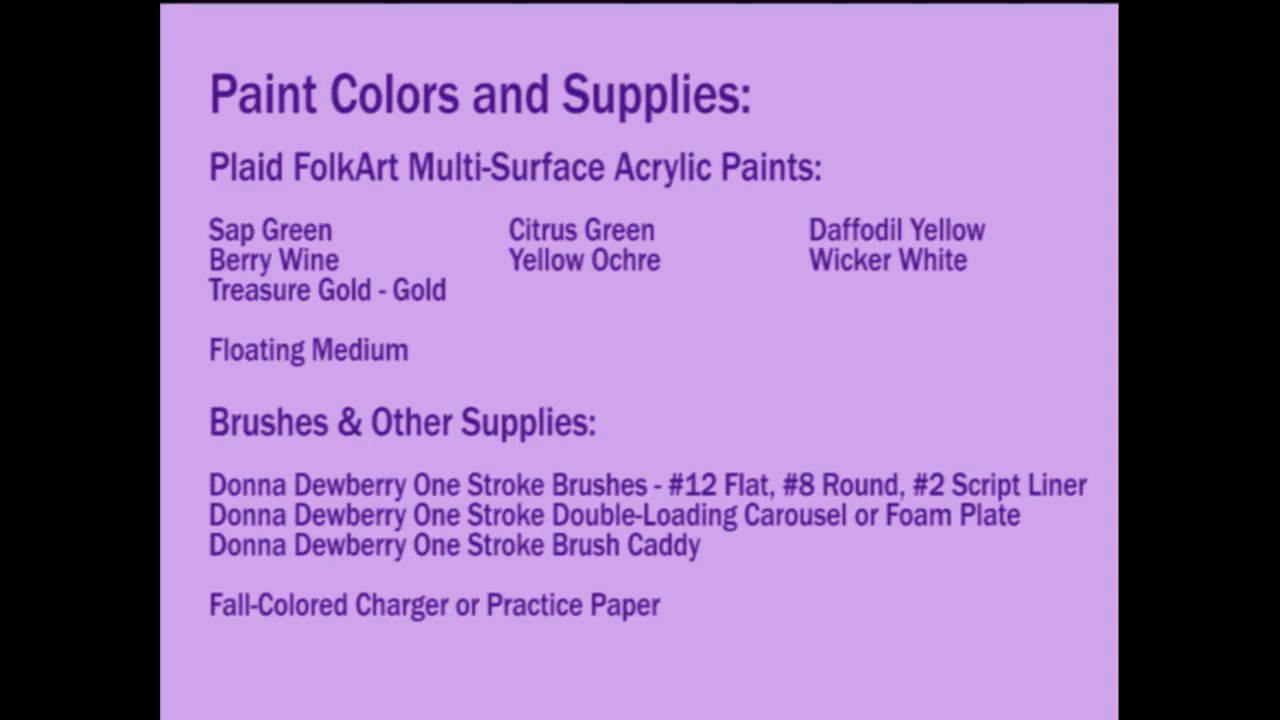 Paint Colors and Supplies:
Plaid FolkArt Multi-Surface Acrylic Paints:
Sap Green Citrus Green Daffodil Yellow
Berry Wine Yellow Ochre Wicker White
Treasure Gold - Gold
Floating Medium
Brushes & Other Supplies:
Donna Dewberry One Stroke Brushes - #12 Flat, #8 Round, #2 Script Liner
Donna Dewberry One Stroke Double-Loading Carousel or Foam Plate
Donna Dewberry One Stroke Brush Caddy
Fall-Colored Charger or Practice Paper